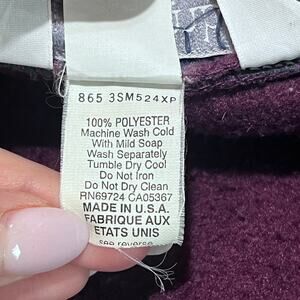 865 3SM524XP
100% POLYESTER
Machine Wash Cold
With Mild Soap
Wash Separately
Tumble Dry Cool
Do Not Iron
Do Not Dry Clean
RN69724 CA05367
MADE IN U.S.A.
FABRIQUE AUX
ETATS UNIS
see reverse